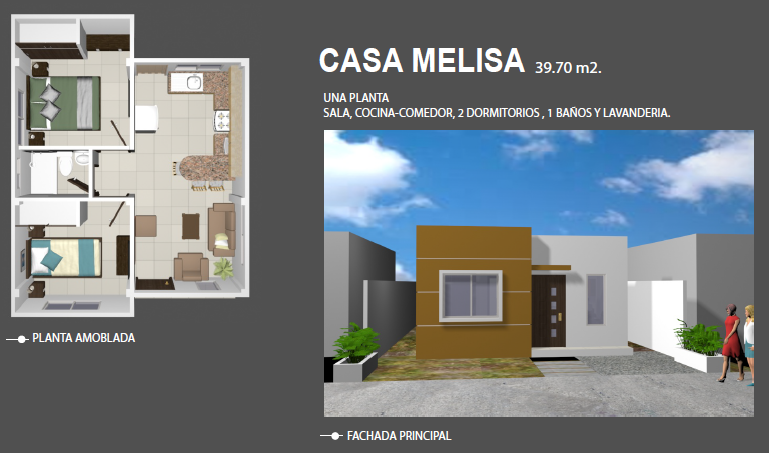 CASA MELISA 39.70 m2.
UNA PLANTA
SALA, COCINA-COMEDOR, 2 DORMITORIOS , 1 BAÑOS Y LAVANDERIA.
PLANTA AMOBLADA
FACHADA PRINCIPAL